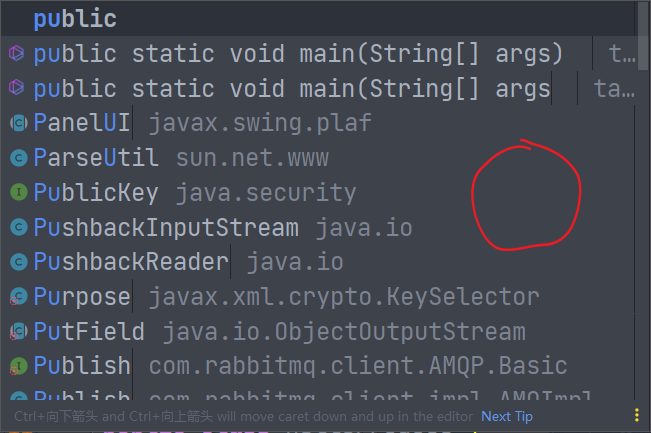 public
public static void main(String[] args) t...
public static void main(String[] args ta...
PanelUI javax.swing.plaf
ParseUtil sun.net.www
PublicKey java.security
PushbackInputStream java.io
PushbackReader java.io
Purpose javax.xml.crypto.KeySelector
PutField java.io.ObjectOutputStream
Publish com.rabbitmq.client.AMQP.Basic
Publish com.rabbitmq.client.impl.AMQImpl
Ctrl+向下箭头 and Ctrl+向上箭头 will move caret down and up in the editor Next Tip